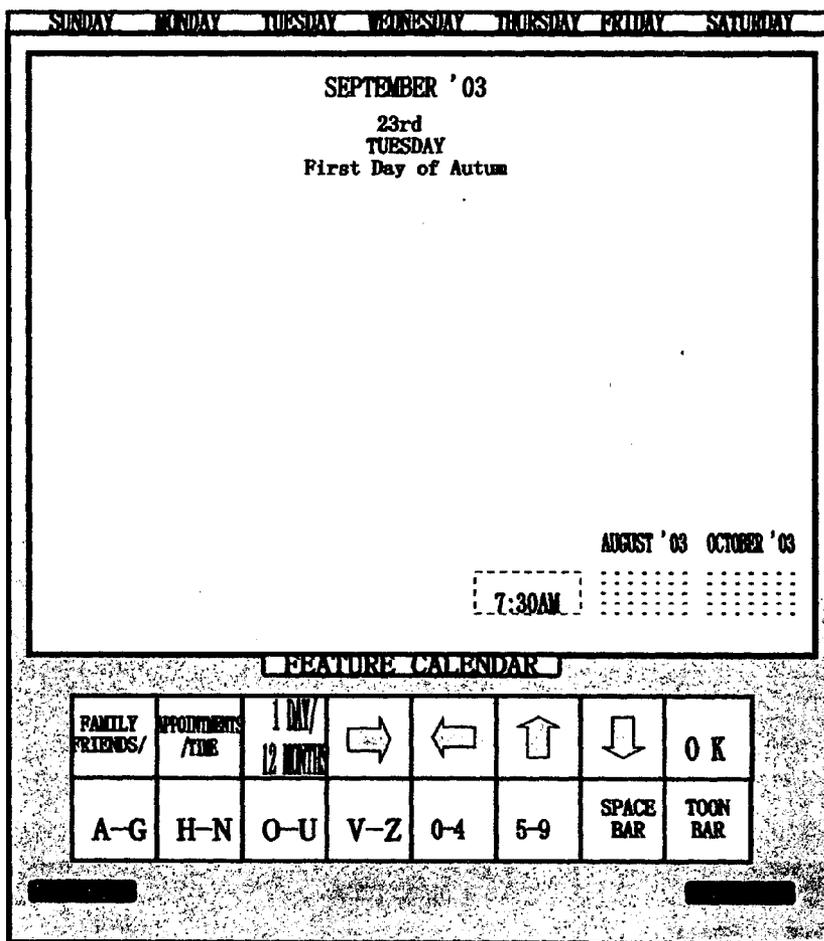 SUNDAY MONDAY TUESDAY WEDNESDAY THURSDAY FRIDAY SATURDAY
SEPTEMBER '03
23rd
TUESDAY
First Day of Autum
AUGUST '03 OCTOBER '03
7:30AM
FEATURE CALENDAR
FAMILY FRIENDS/
APPOINTMENTS /TIME
1 DAY/ 12 MONTHS
OK
A-G H-N O-U V-Z 0-4 5-9 SPACE BAR TOON BAR